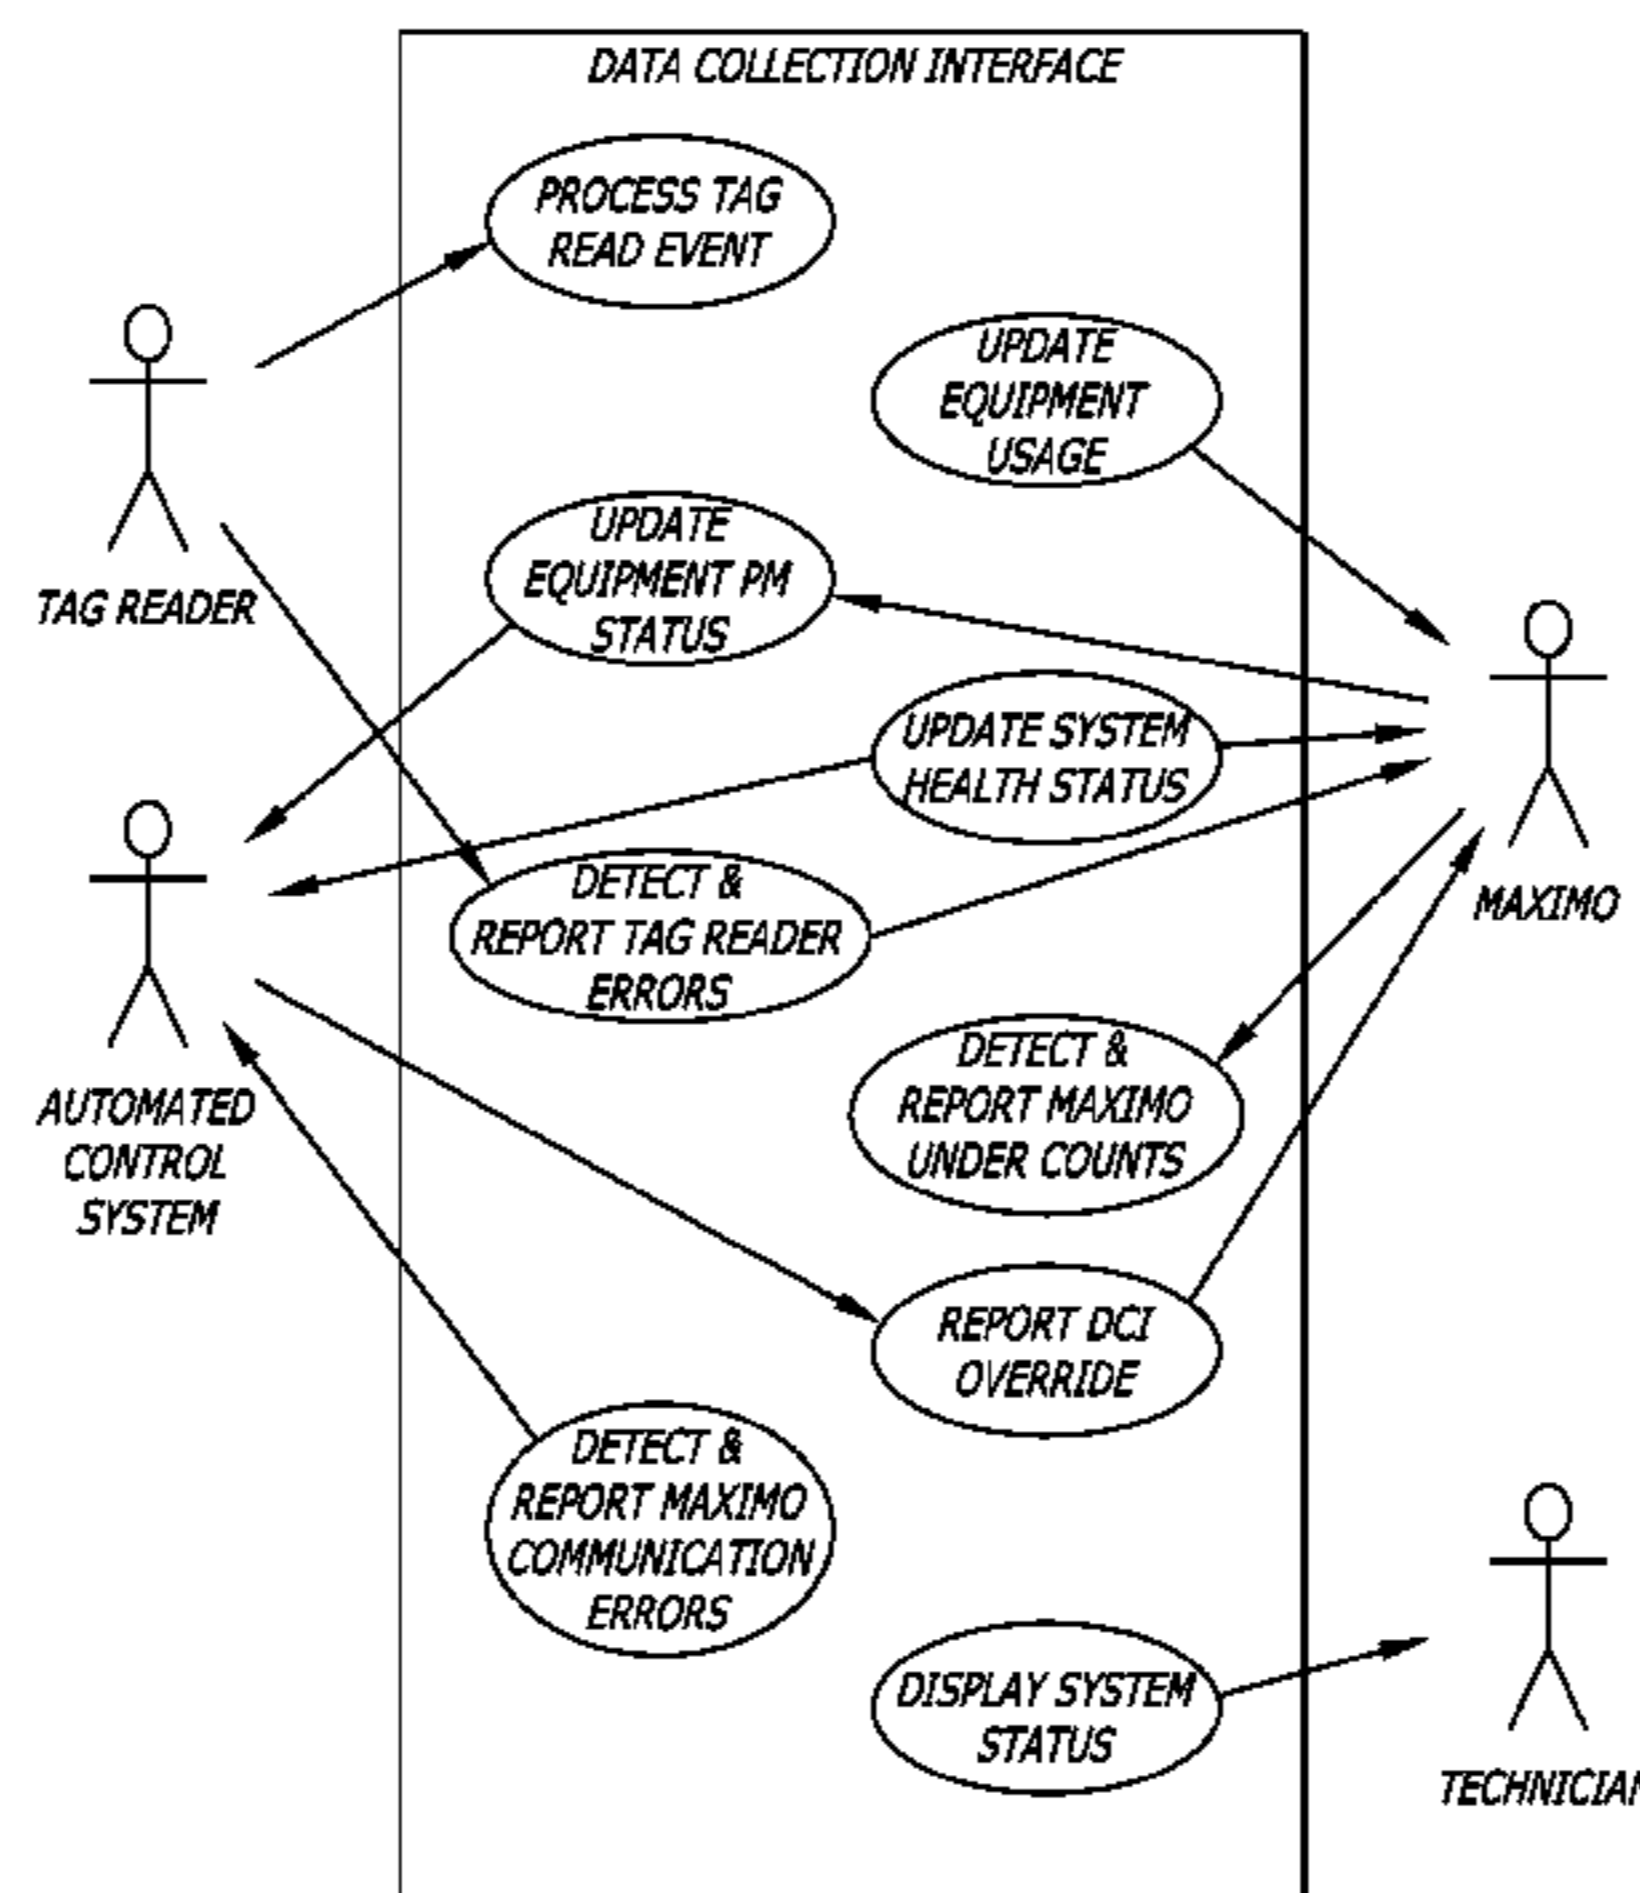 DATA COLLECTION INTERFACE
PROCESS TAG
READ EVENT
UPDATE
EQUIPMENT
USAGE
UPDATE
EQUIPMENT PM
STATUS
TAG READER
UPDATE SYSTEM
HEALTH STATUS
DETECT &
REPORT TAG READER
ERRORS
MAXIMO
DETECT &
REPORT MAXIMO
UNDER COUNTS
AUTOMATED
CONTROL
SYSTEM
REPORT DCI
OVERRIDE
DETECT &
REPORT MAXIMO
COMMUNICATION
ERRORS
DISPLAY SYSTEM
STATUS
TECHNICIAN